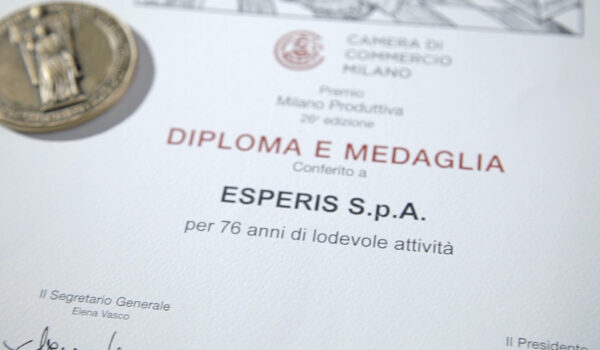 CAMERA DI
COMMERCIO
MILANO
Premio
Milano Produttiva
26ª edizione
DIPLOMA E MEDAGLIA
Conferito a
ESPERIS S.p.A.
per 76 anni di lodevole attività
Il Segretario Generale
Elena Vasco
Il Presidente